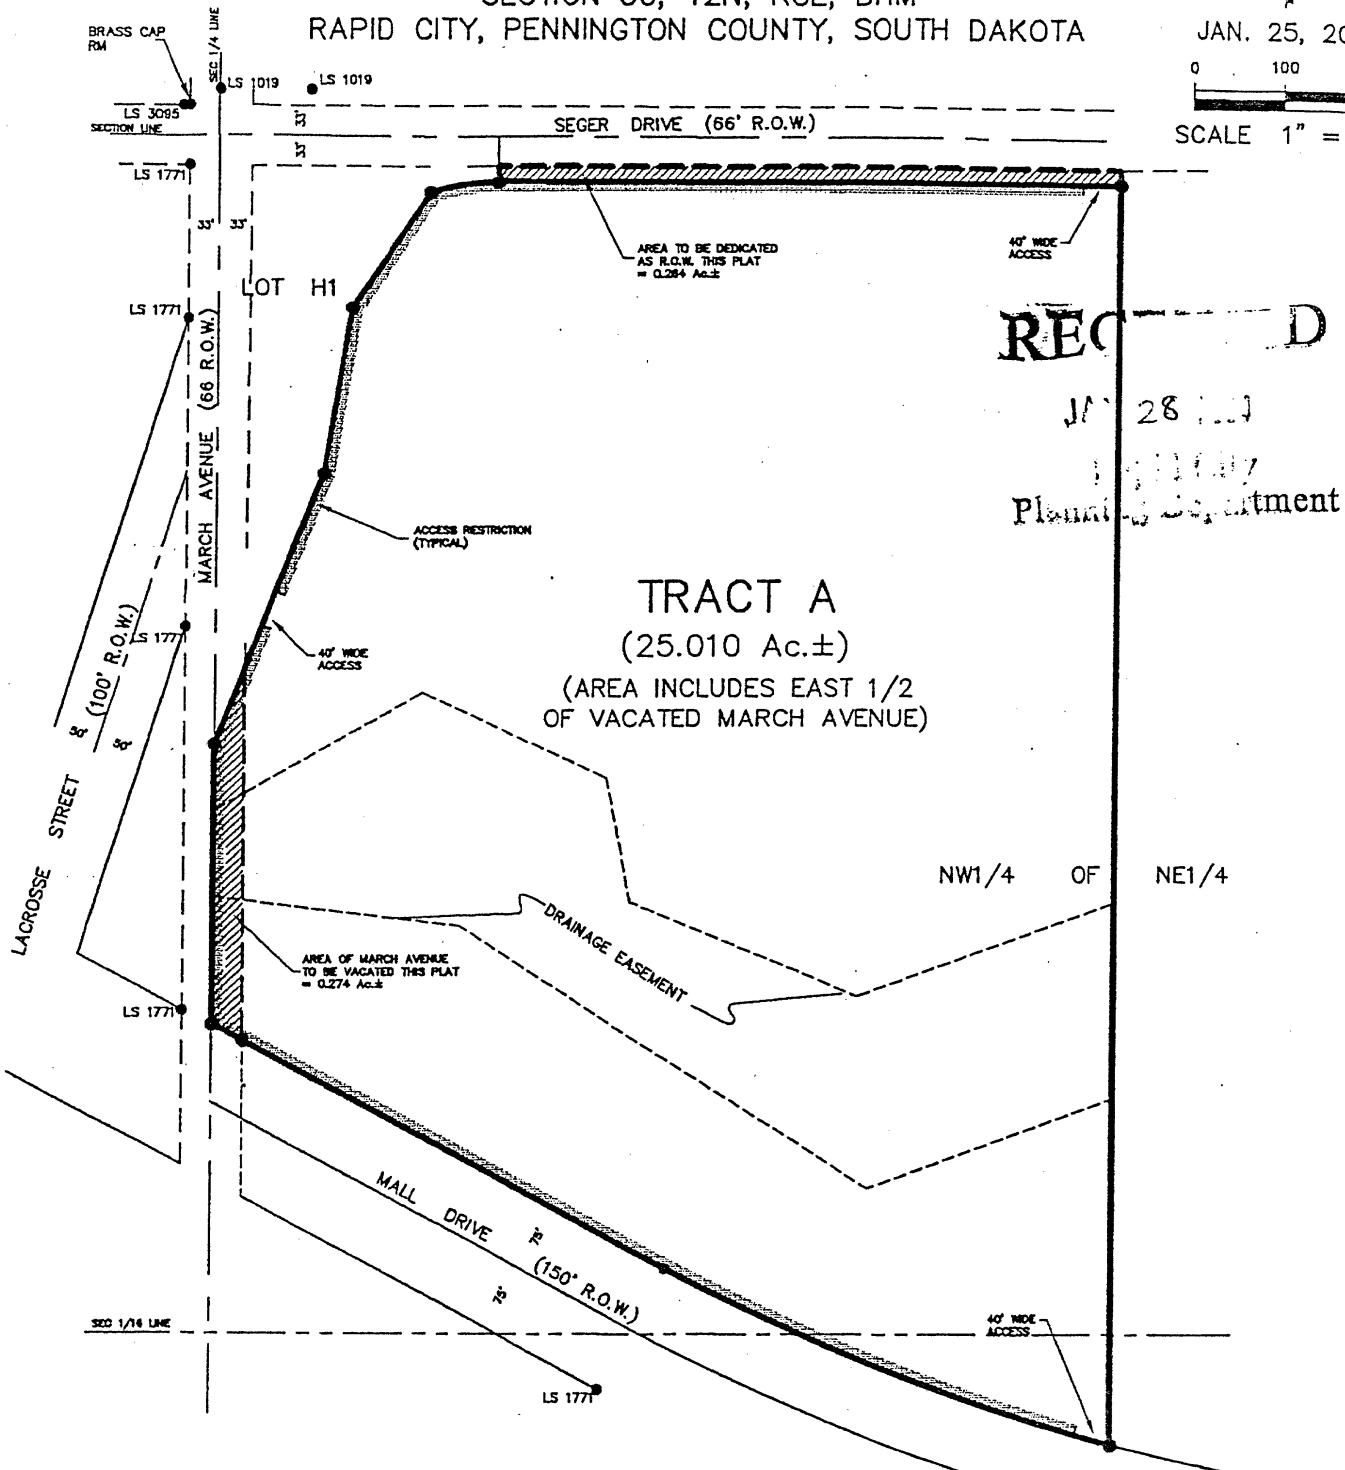 RAPID CITY, PENNINGTON COUNTY, SOUTH DAKOTA
JAN. 25, 20
0 100
SCALE 1" =
BRASS CAP
RM
SEC 1/4 LINE
LS 1019
LS 1019
LS 3095
SECTION LINE
33'
33'
SEGER DRIVE (66' R.O.W.)
LS 1771
33' 33'
AREA TO BE DEDICATED
AS R.O.W. THIS PLAT
= 0.284 Ac.±
40' WIDE
ACCESS
LOT H1
LS 1771
MARCH AVENUE (66 R.O.W.)
REC D
28
Planning Department
ACCESS RESTRICTION
(TYPICAL)
TRACT A
(25.010 Ac.±)
(AREA INCLUDES EAST 1/2
OF VACATED MARCH AVENUE)
LS 1771
40' WIDE
ACCESS
LACROSSE STREET (100' R.O.W.)
50'
50'
NW1/4 OF NE1/4
DRAINAGE EASEMENT
AREA OF MARCH AVENUE
TO BE VACATED THIS PLAT
= 0.274 Ac.±
LS 1771
MALL DRIVE (150' R.O.W.)
75'
75'
SEC 1/16 LINE
40' WIDE
ACCESS
LS 1771